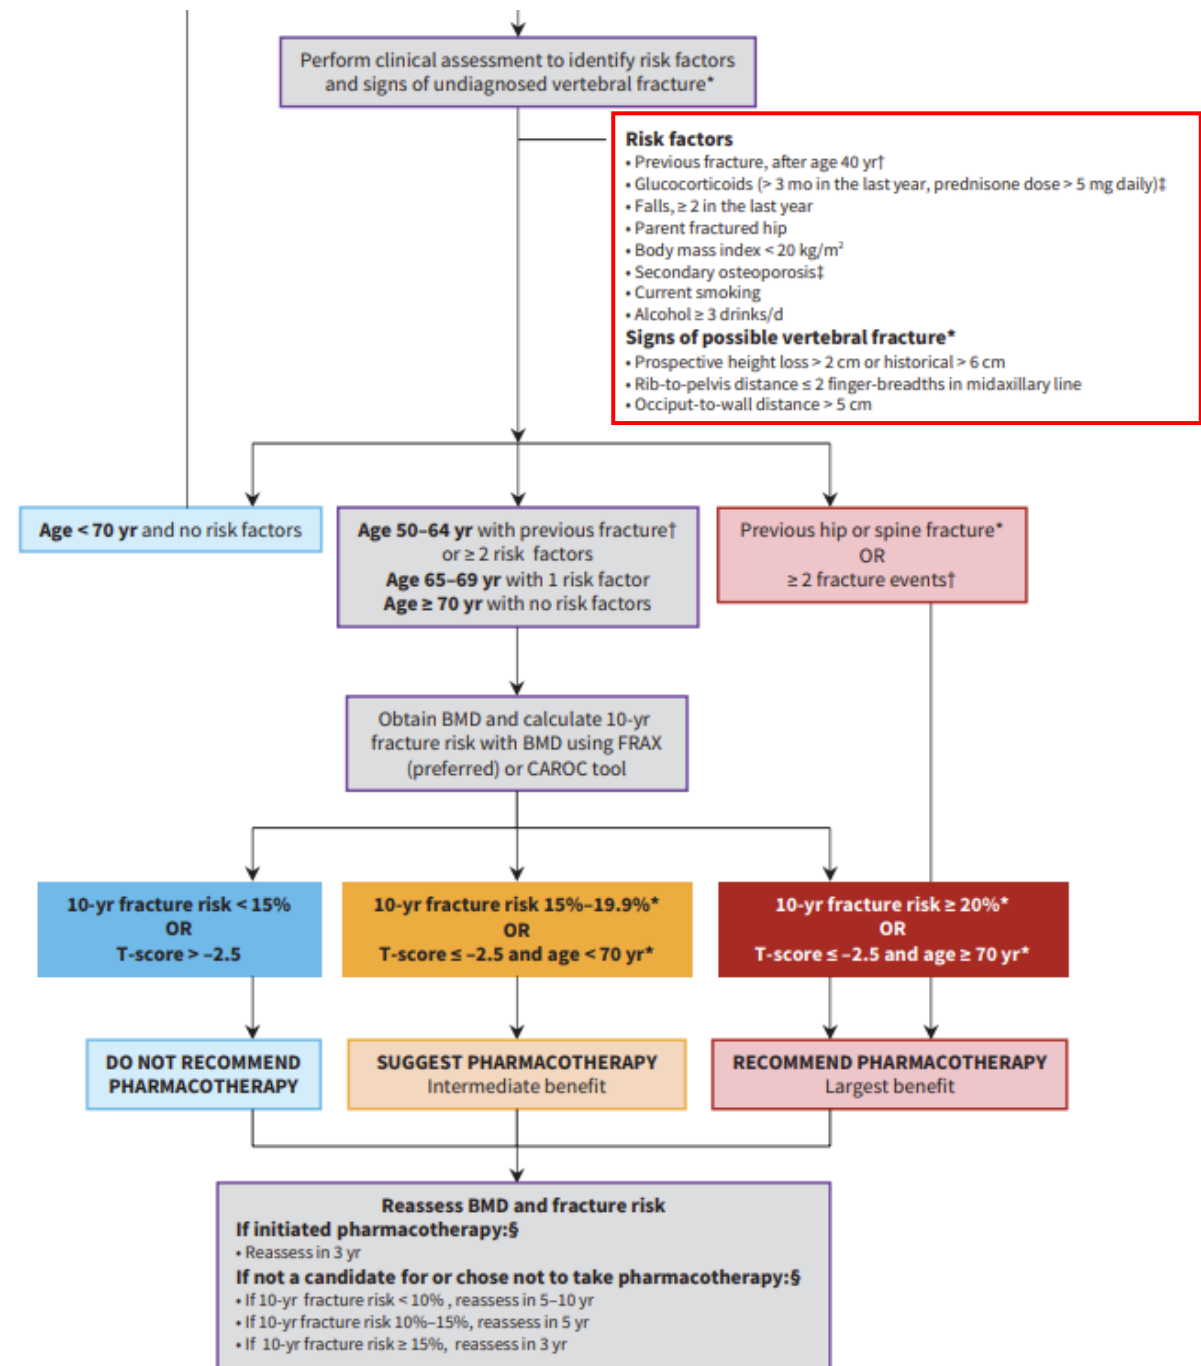 Perform clinical assessment to identify risk factors
and signs of undiagnosed vertebral fracture*
Risk factors
• Previous fracture, after age 40 yr†
• Glucocorticoids (> 3 mo in the last year, prednisone dose > 5 mg daily)‡
• Falls, ≥ 2 in the last year
• Parent fractured hip
• Body mass index < 20 kg/m²
• Secondary osteoporosis‡
• Current smoking
• Alcohol ≥ 3 drinks/d
Signs of possible vertebral fracture*
• Prospective height loss > 2 cm or historical > 6 cm
• Rib-to-pelvis distance ≤ 2 finger-breadths in midaxillary line
• Occiput-to-wall distance > 5 cm
Age < 70 yr and no risk factors
Age 50–64 yr with previous fracture†
or ≥ 2 risk factors
Age 65–69 yr with 1 risk factor
Age ≥ 70 yr with no risk factors
Previous hip or spine fracture*
OR
≥ 2 fracture events†
Obtain BMD and calculate 10-yr
fracture risk with BMD using FRAX
(preferred) or CAROC tool
10-yr fracture risk < 15%
OR
T-score > –2.5
10-yr fracture risk 15%–19.9%*
OR
T-score ≤ –2.5 and age < 70 yr*
10-yr fracture risk ≥ 20%*
OR
T-score ≤ –2.5 and age ≥ 70 yr*
DO NOT RECOMMEND
PHARMACOTHERAPY
SUGGEST PHARMACOTHERAPY
Intermediate benefit
RECOMMEND PHARMACOTHERAPY
Largest benefit
Reassess BMD and fracture risk
If initiated pharmacotherapy:§
• Reassess in 3 yr
If not a candidate for or chose not to take pharmacotherapy:§
• If 10-yr fracture risk < 10% , reassess in 5–10 yr
• If 10-yr fracture risk 10%–15%, reassess in 5 yr
• If 10-yr fracture risk ≥ 15%, reassess in 3 yr